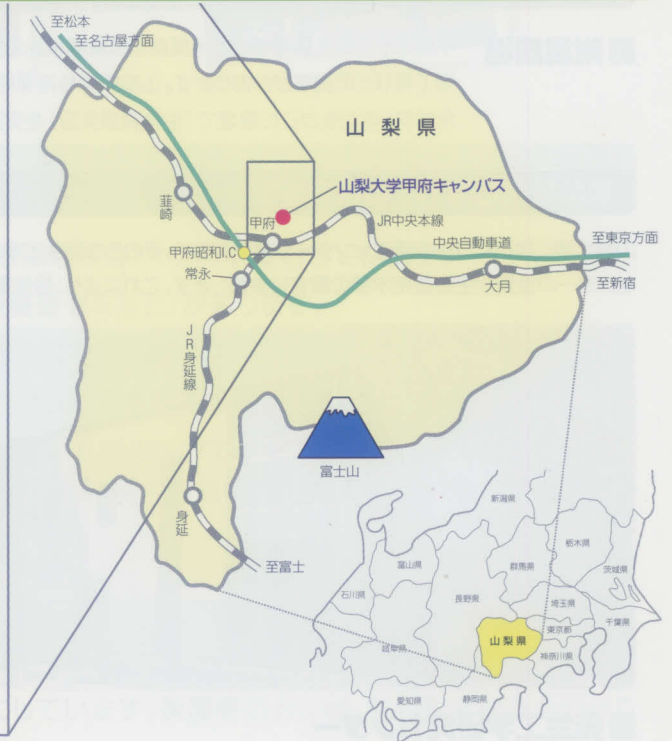 至松本
至名古屋方面
山梨県
山梨大学甲府キャンパス
韮崎
甲府
JR中央本線
中央自動車道
至東京方面
甲府昭和I.C
常永
大月
至新宿
JR身延線
富士山
身延
至富士
新潟県
栃木県
富山県
群馬県
茨城県
石川県
長野県
埼玉県
千葉県
東京都
山梨県
岐阜県
神奈川県
静岡県
愛知県